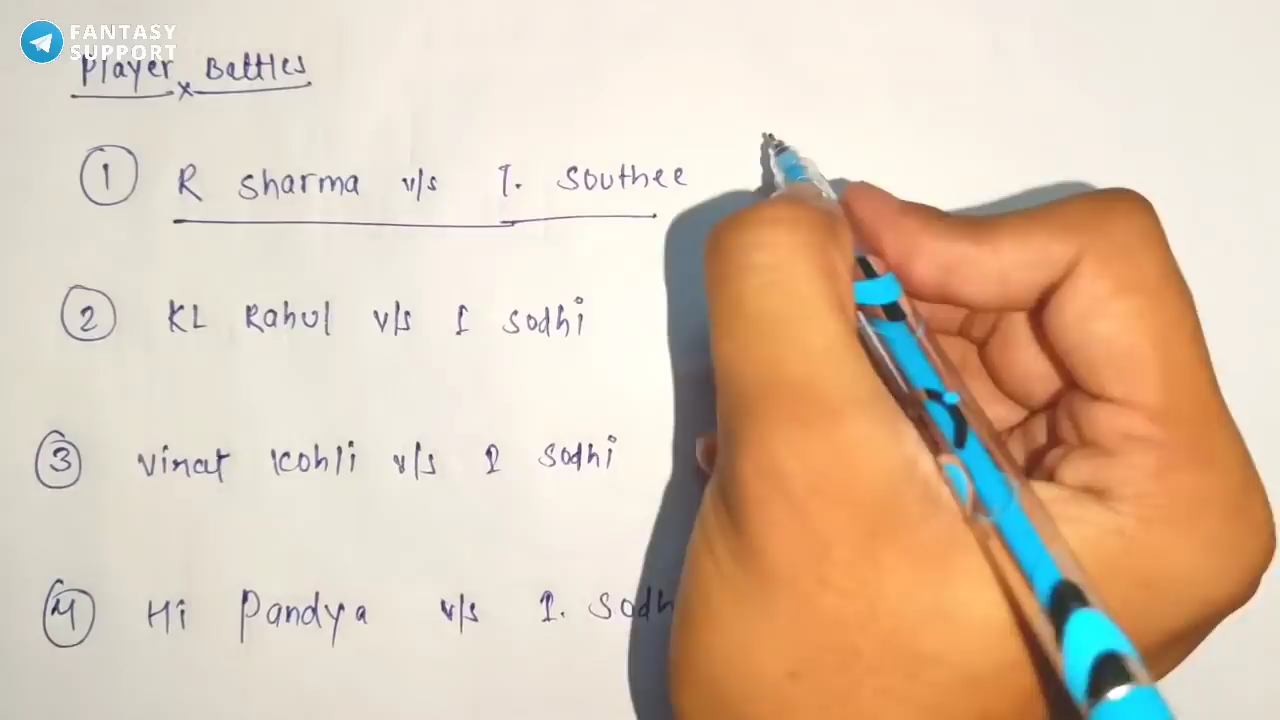 FANTASY
SUPPORT
Player x Battles
1 R Sharma v/s T. Southee
2 KL Rahul v/s I Sodhi
3 Virat Kohli v/s I Sodhi
4 Hi Pandya v/s I. Sodh